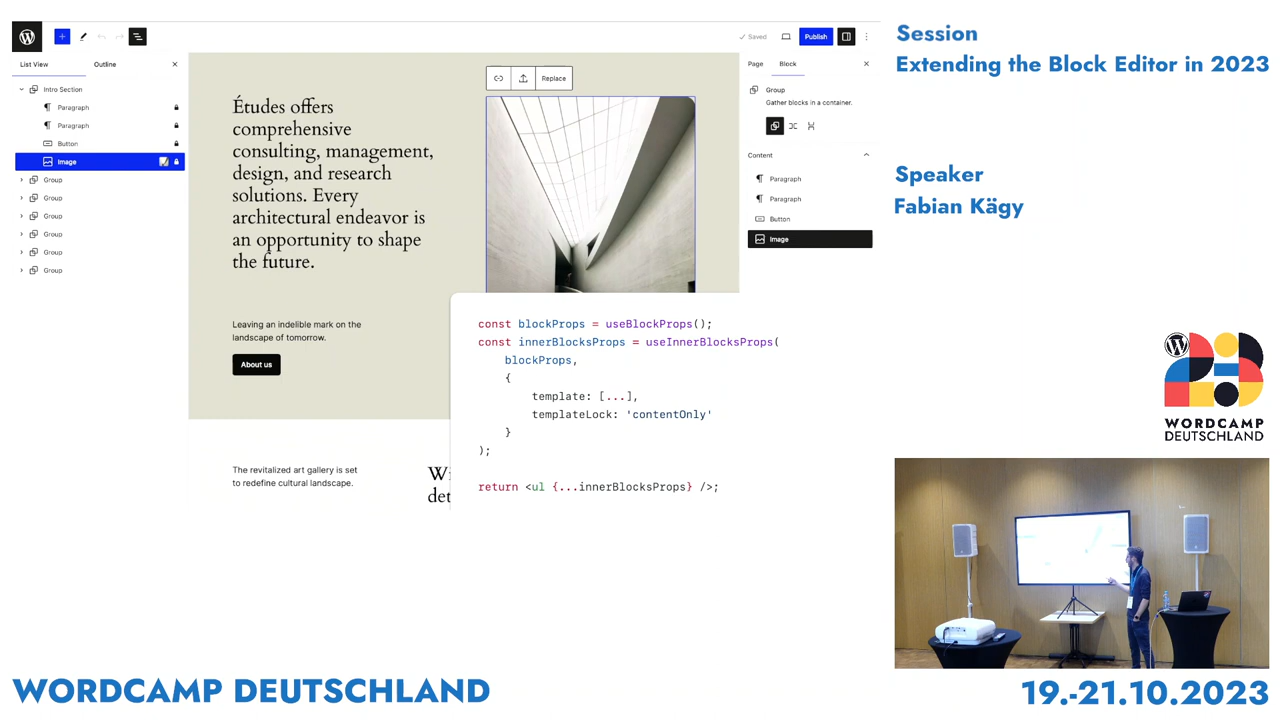 Saved
Publish
List View
Outline
Intro Section
Paragraph
Paragraph
Button
Image
Group
Group
Group
Group
Group
Group
Études offers
comprehensive
consulting, management,
design, and research
solutions. Every
architectural endeavor is
an opportunity to shape
the future.
Leaving an indelible mark on the
landscape of tomorrow.
About us
The revitalized art gallery is set
to redefine cultural landscape.
Wi
det
Replace
Page
Block
Group
Gather blocks in a container.
Content
Paragraph
Paragraph
Button
Image
const blockProps = useBlockProps();
const innerBlocksProps = useInnerBlocksProps(
blockProps,
{
template: [...],
templateLock: 'contentOnly'
}
);
return <ul {...innerBlocksProps} />;
Session
Extending the Block Editor in 2023
Speaker
Fabian Kägy
WORDCAMP
DEUTSCHLAND
WORDCAMP DEUTSCHLAND
19.-21.10.2023